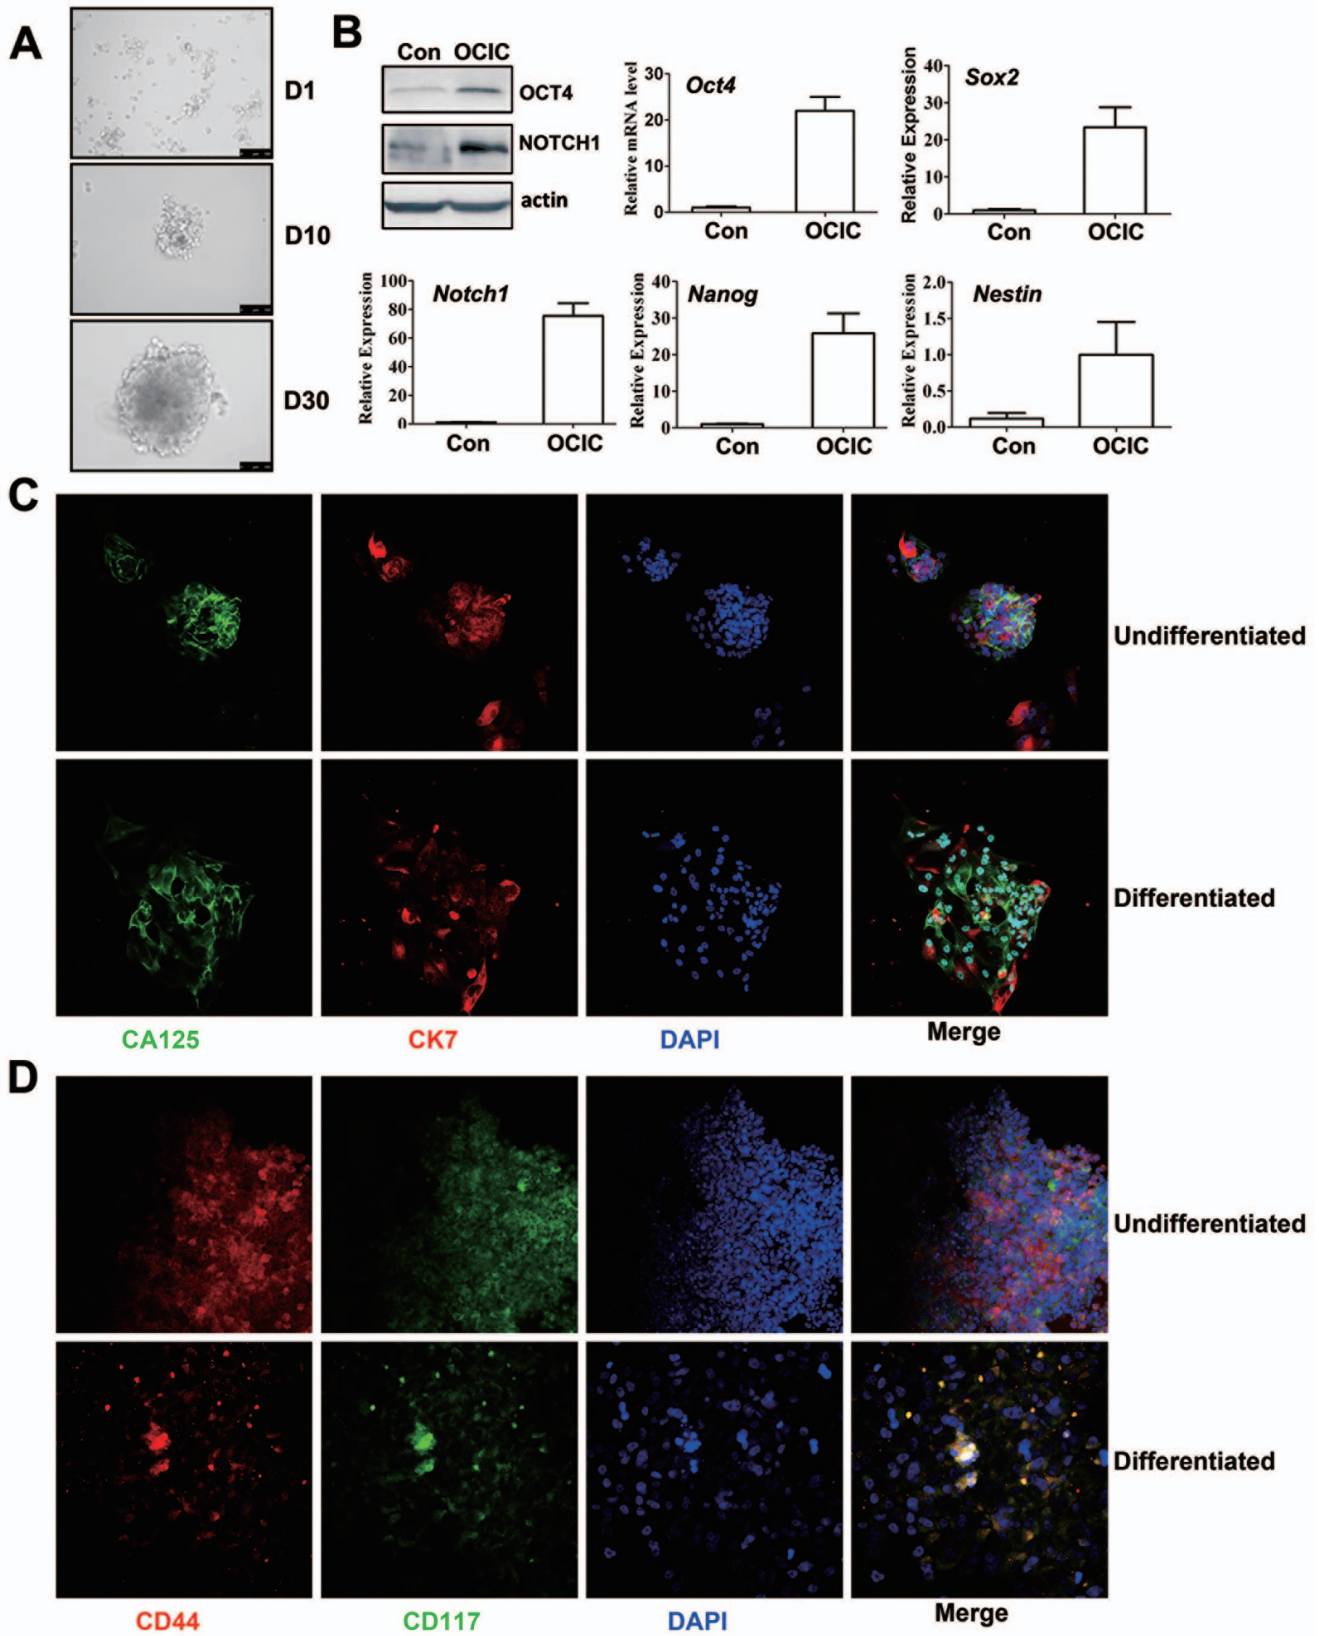 A
D1
D10
D30
B
Con OCIC
OCT4
NOTCH1
actin
Relative mRNA level
30
20
10
0
Oct4
Con OCIC
Relative Expression
40
30
20
10
0
Sox2
Con OCIC
Relative Expression
100
80
60
40
20
0
Notch1
Con OCIC
Relative Expression
40
30
20
10
0
Nanog
Con OCIC
Relative Expression
2.0
1.5
1.0
0.5
0.0
Nestin
Con OCIC
C
Undifferentiated
Differentiated
CA125 CK7 DAPI Merge
D
Undifferentiated
Differentiated
CD44 CD117 DAPI Merge